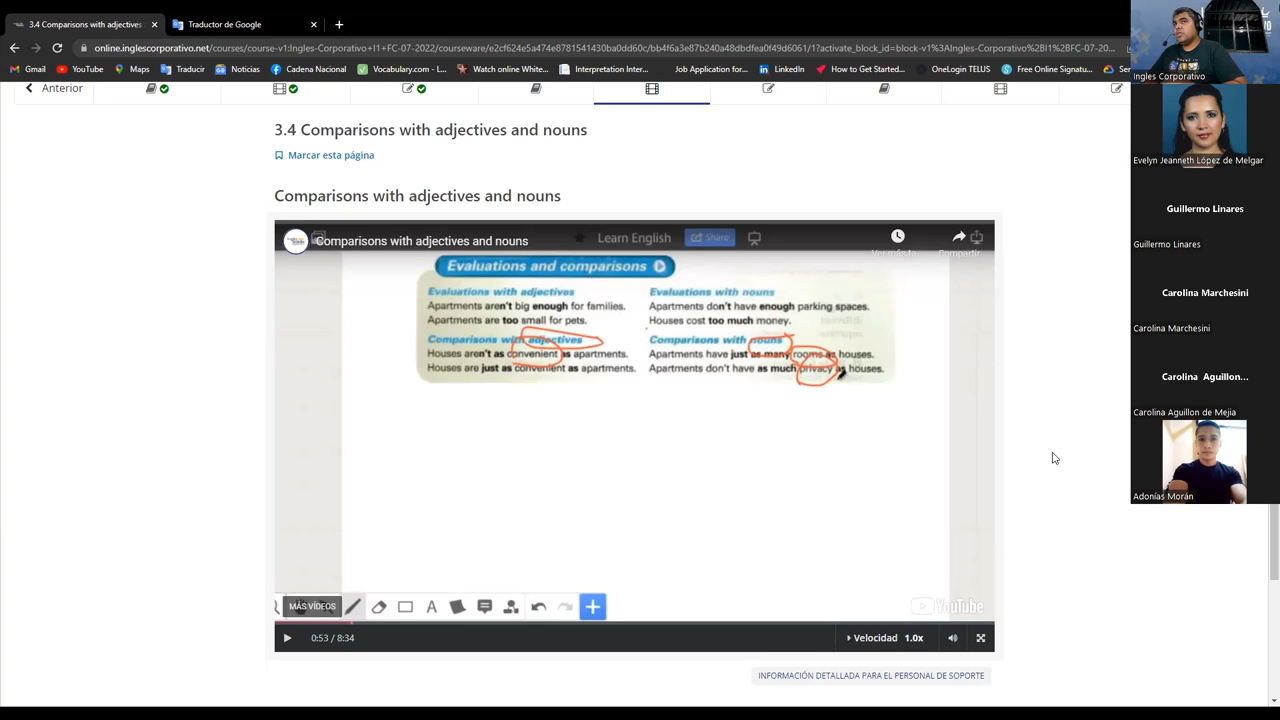 3.4 Comparisons with adjectives
Traductor de Google
online.inglescorporativo.net/courses/course-v1:Ingles-Corporativo+I1+FC-07-2022/courseware/e2cf624e5a474e8781541430ba0dd60c/bb4f6a3e87b240a48dbdfea0f49d6061/1?activate_block_id=block-v1%3AIngles-Corporativo%2BI1%2BFC-07-20...
Gmail
YouTube
Maps
Traducir
Noticias
Cadena Nacional
Vocabulary.com - L...
Watch online White...
Interpretation Inter...
Job Application for...
LinkedIn
How to Get Started...
OneLogin TELUS
Free Online Signatu...
Ser
Anterior
3.4 Comparisons with adjectives and nouns
Marcar esta página
Comparisons with adjectives and nouns
Comparisons with adjectives and nouns
Learn English
Share
Compartir
Evaluations and comparisons
Evaluations with adjectives
Apartments aren't big enough for families.
Apartments are too small for pets.
Comparisons with adjectives
Houses aren't as convenient as apartments.
Houses are just as convenient as apartments.
Evaluations with nouns
Apartments don't have enough parking spaces.
Houses cost too much money.
Comparisons with nouns
Apartments have just as many rooms as houses.
Apartments don't have as much privacy as houses.
MÁS VÍDEOS
YouTube
0:53 / 8:34
Velocidad 1.0x
INFORMACIÓN DETALLADA PARA EL PERSONAL DE SOPORTE
Ingles Corporativo
Evelyn Jeanneth López de Melgar
Guillermo Linares
Guillermo Linares
Carolina Marchesini
Carolina Marchesini
Carolina Aguillon...
Carolina Aguillon de Mejia
Adonías Morán